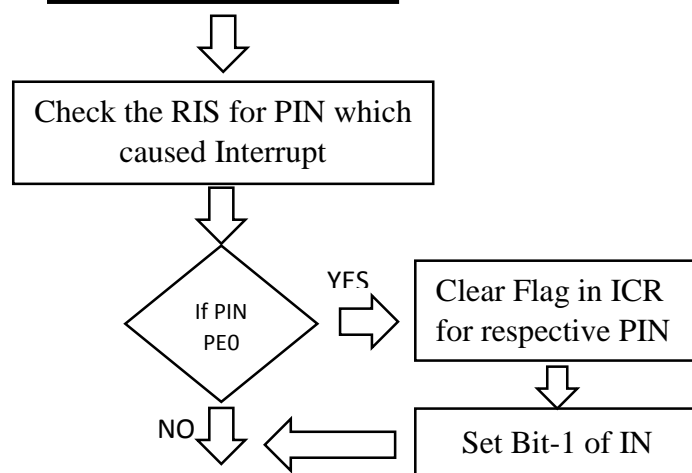 Check the RIS for PIN which
caused Interrupt
If PIN
PE0
YES
Clear Flag in ICR
for respective PIN
NO
Set Bit-1 of IN